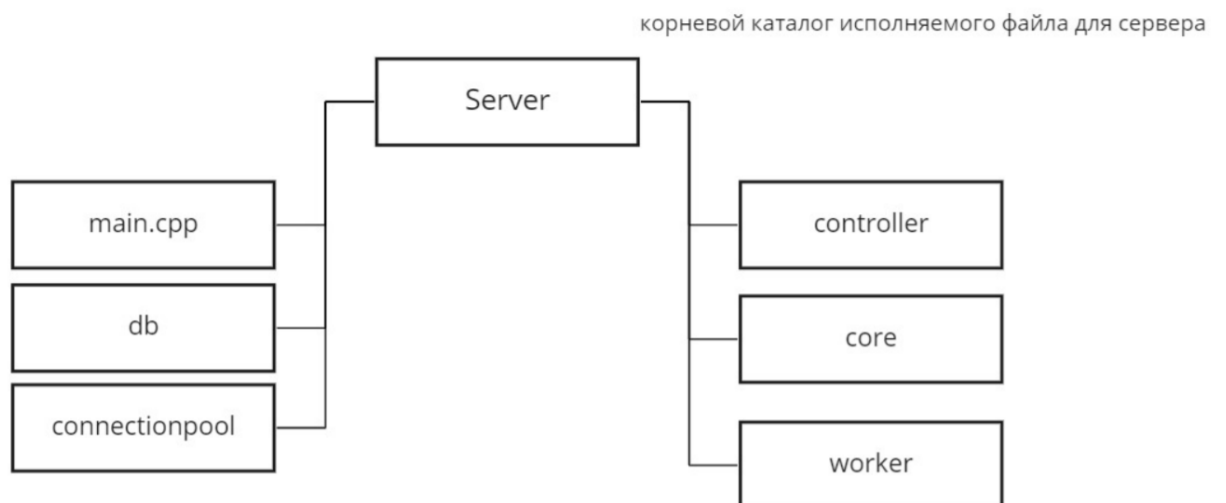 корневой каталог исполняемого файла для сервера
Server
main.cpp
db
connectionpool
controller
core
worker